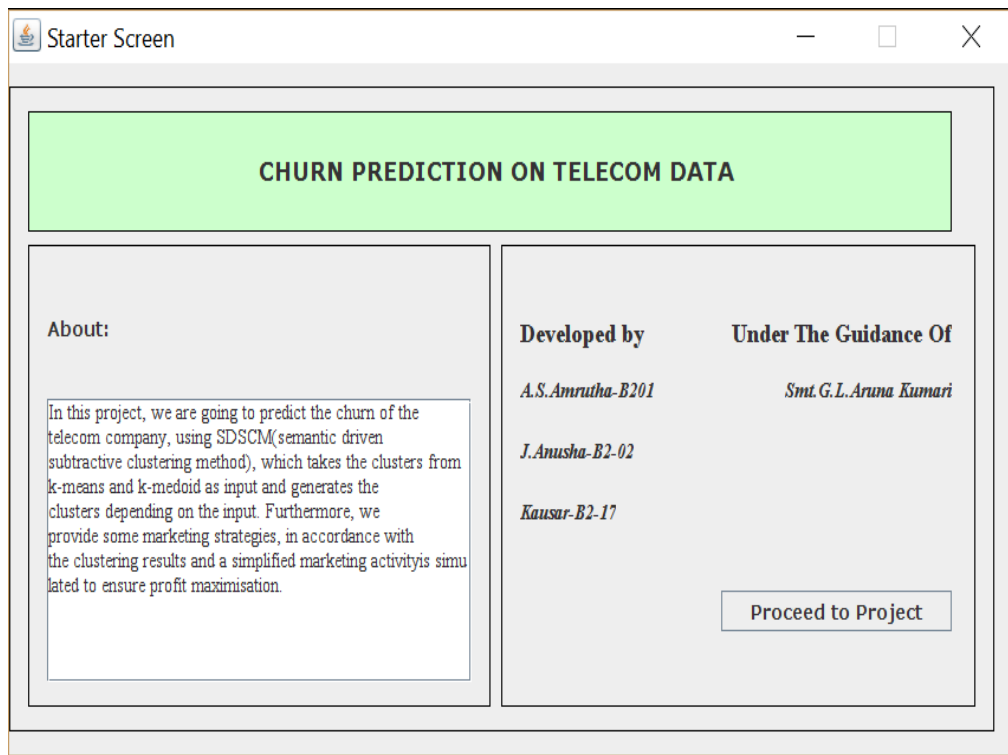 Starter Screen
CHURN PREDICTION ON TELECOM DATA
About:
In this project, we are going to predict the churn of the
telecom company, using SDSCM(semantic driven
subtractive clustering method), which takes the clusters from
k-means and k-medoid as input and generates the
clusters depending on the input. Furthermore, we
provide some marketing strategies, in accordance with
the clustering results and a simplified marketing activityis simu
lated to ensure profit maximisation.
Developed by
Under The Guidance Of
A.S.Amrutha-B201
Smt.G.L.Aruna Kumari
J.Anusha-B2-02
Kausar-B2-17
Proceed to Project